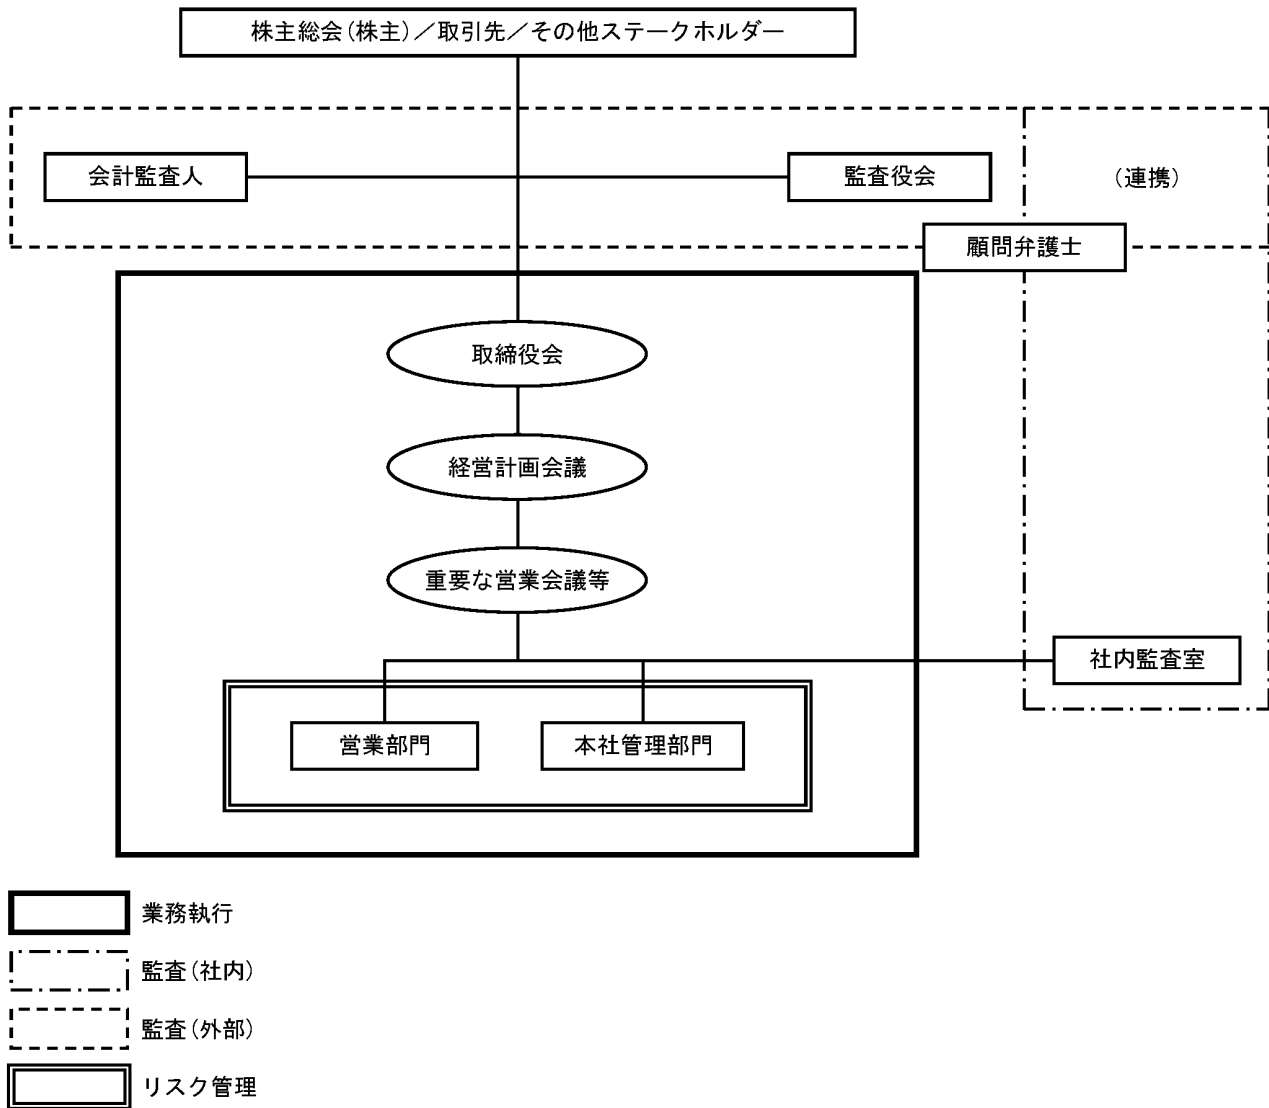 株主総会(株主)/取引先/その他ステークホルダー
会計監査人
監査役会
(連携)
顧問弁護士
取締役会
経営計画会議
重要な営業会議等
社内監査室
営業部門
本社管理部門
業務執行
監査(社内)
監査(外部)
リスク管理